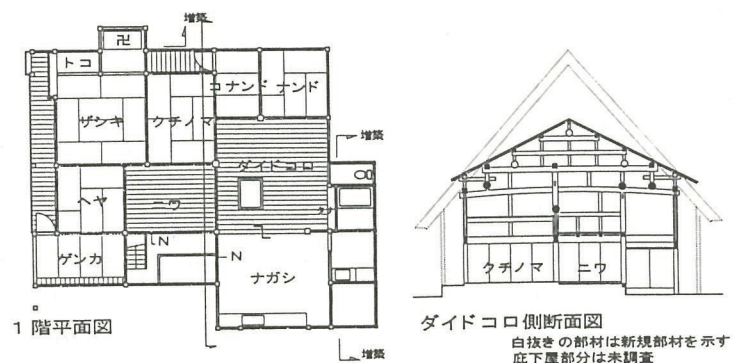 増築
卍
トコ
コナンド
ナンド
ザシキ
クチノマ
増築
ダイドコロ
ヘヤ
ニワ
N
ゲンカ
N
ナガシ
増築
1階平面図
クチノマ
ニワ
ダイドコロ側断面図
白抜きの部材は新規部材を示す
庇下屋部分は未調査